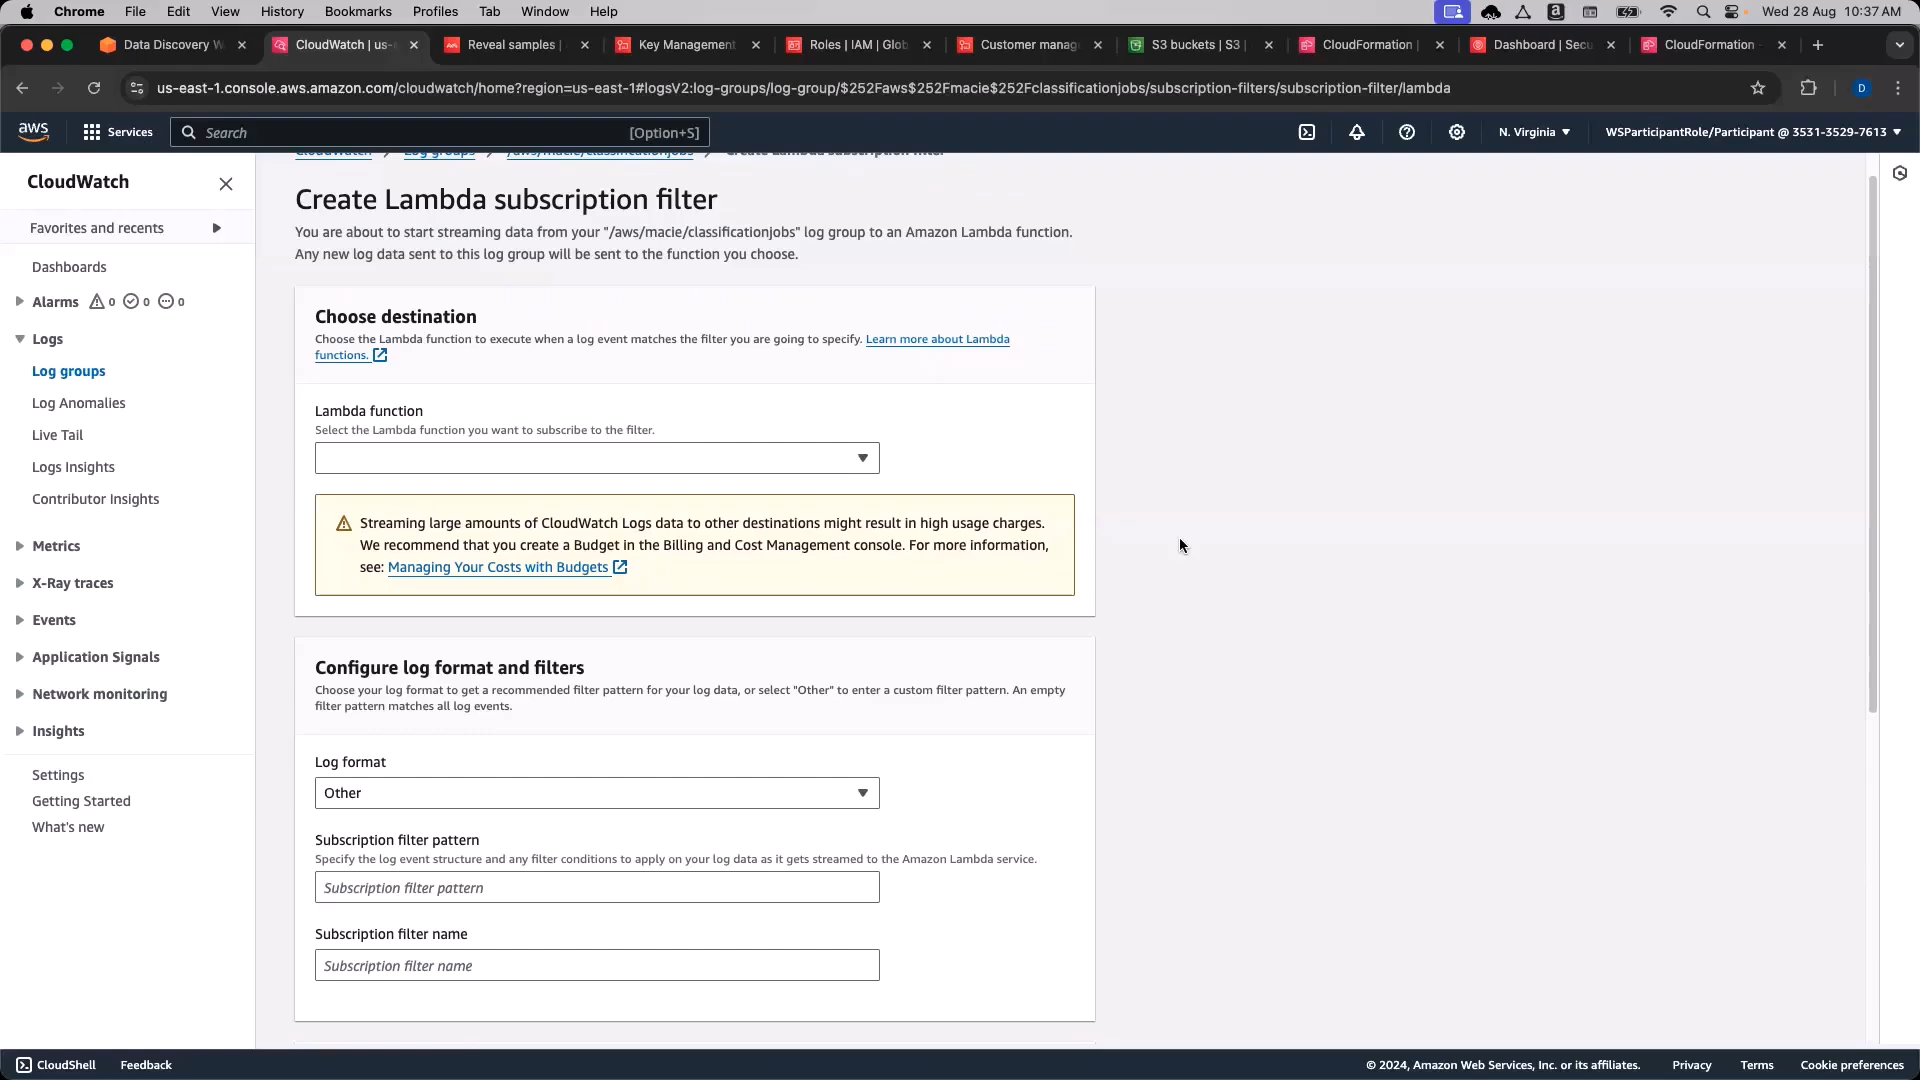 Chrome File Edit View History Bookmarks Profiles Tab Window Help Wed 28 Aug 10:37 AM
Data Discovery W CloudWatch | us- Reveal samples | Key Management Roles | IAM | Glob Customer manag S3 buckets | S3 | CloudFormation | Dashboard | Secu CloudFormation
us-east-1.console.aws.amazon.com/cloudwatch/home?region=us-east-1#logsV2:log-groups/log-group/$252Faws$252Fmacie$252Fclassificationjobs/subscription-filters/subscription-filter/lambda D
aws Services Search [Option+S] N. Virginia WSParticipantRole/Participant @ 3531-3529-7613
CloudWatch
Favorites and recents
Dashboards
Alarms 0 0 0
Logs
Log groups
Log Anomalies
Live Tail
Logs Insights
Contributor Insights
Metrics
X-Ray traces
Events
Application Signals
Network monitoring
Insights
Settings
Getting Started
What's new
CloudWatch Log groups /aws/macie/classificationjobs Create Lambda subscription filter
Create Lambda subscription filter
You are about to start streaming data from your "/aws/macie/classificationjobs" log group to an Amazon Lambda function.
Any new log data sent to this log group will be sent to the function you choose.
Choose destination
Choose the Lambda function to execute when a log event matches the filter you are going to specify. Learn more about Lambda
functions.
Lambda function
Select the Lambda function you want to subscribe to the filter.
Streaming large amounts of CloudWatch Logs data to other destinations might result in high usage charges.
We recommend that you create a Budget in the Billing and Cost Management console. For more information,
see: Managing Your Costs with Budgets
Configure log format and filters
Choose your log format to get a recommended filter pattern for your log data, or select "Other" to enter a custom filter pattern. An empty
filter pattern matches all log events.
Log format
Other
Subscription filter pattern
Specify the log event structure and any filter conditions to apply on your log data as it gets streamed to the Amazon Lambda service.
Subscription filter pattern
Subscription filter name
Subscription filter name
CloudShell Feedback © 2024, Amazon Web Services, Inc. or its affiliates. Privacy Terms Cookie preferences